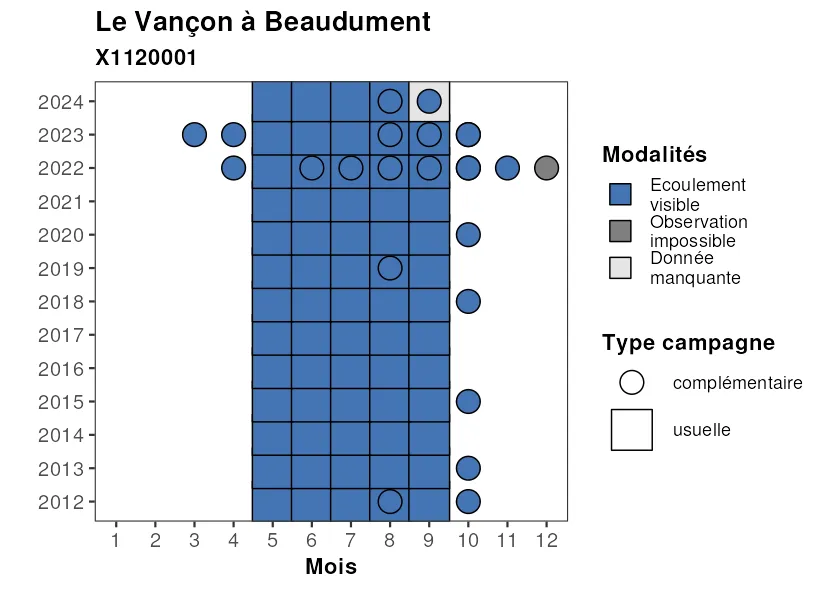 Le Vançon à Beaudument
X1120001
2024
2023
2022
2021
2020
2019
2018
2017
2016
2015
2014
2013
2012
1 2 3 4 5 6 7 8 9 10 11 12
Mois
Modalités
Ecoulement
visible
Observation
impossible
Donnée
manquante
Type campagne
complémentaire
usuelle